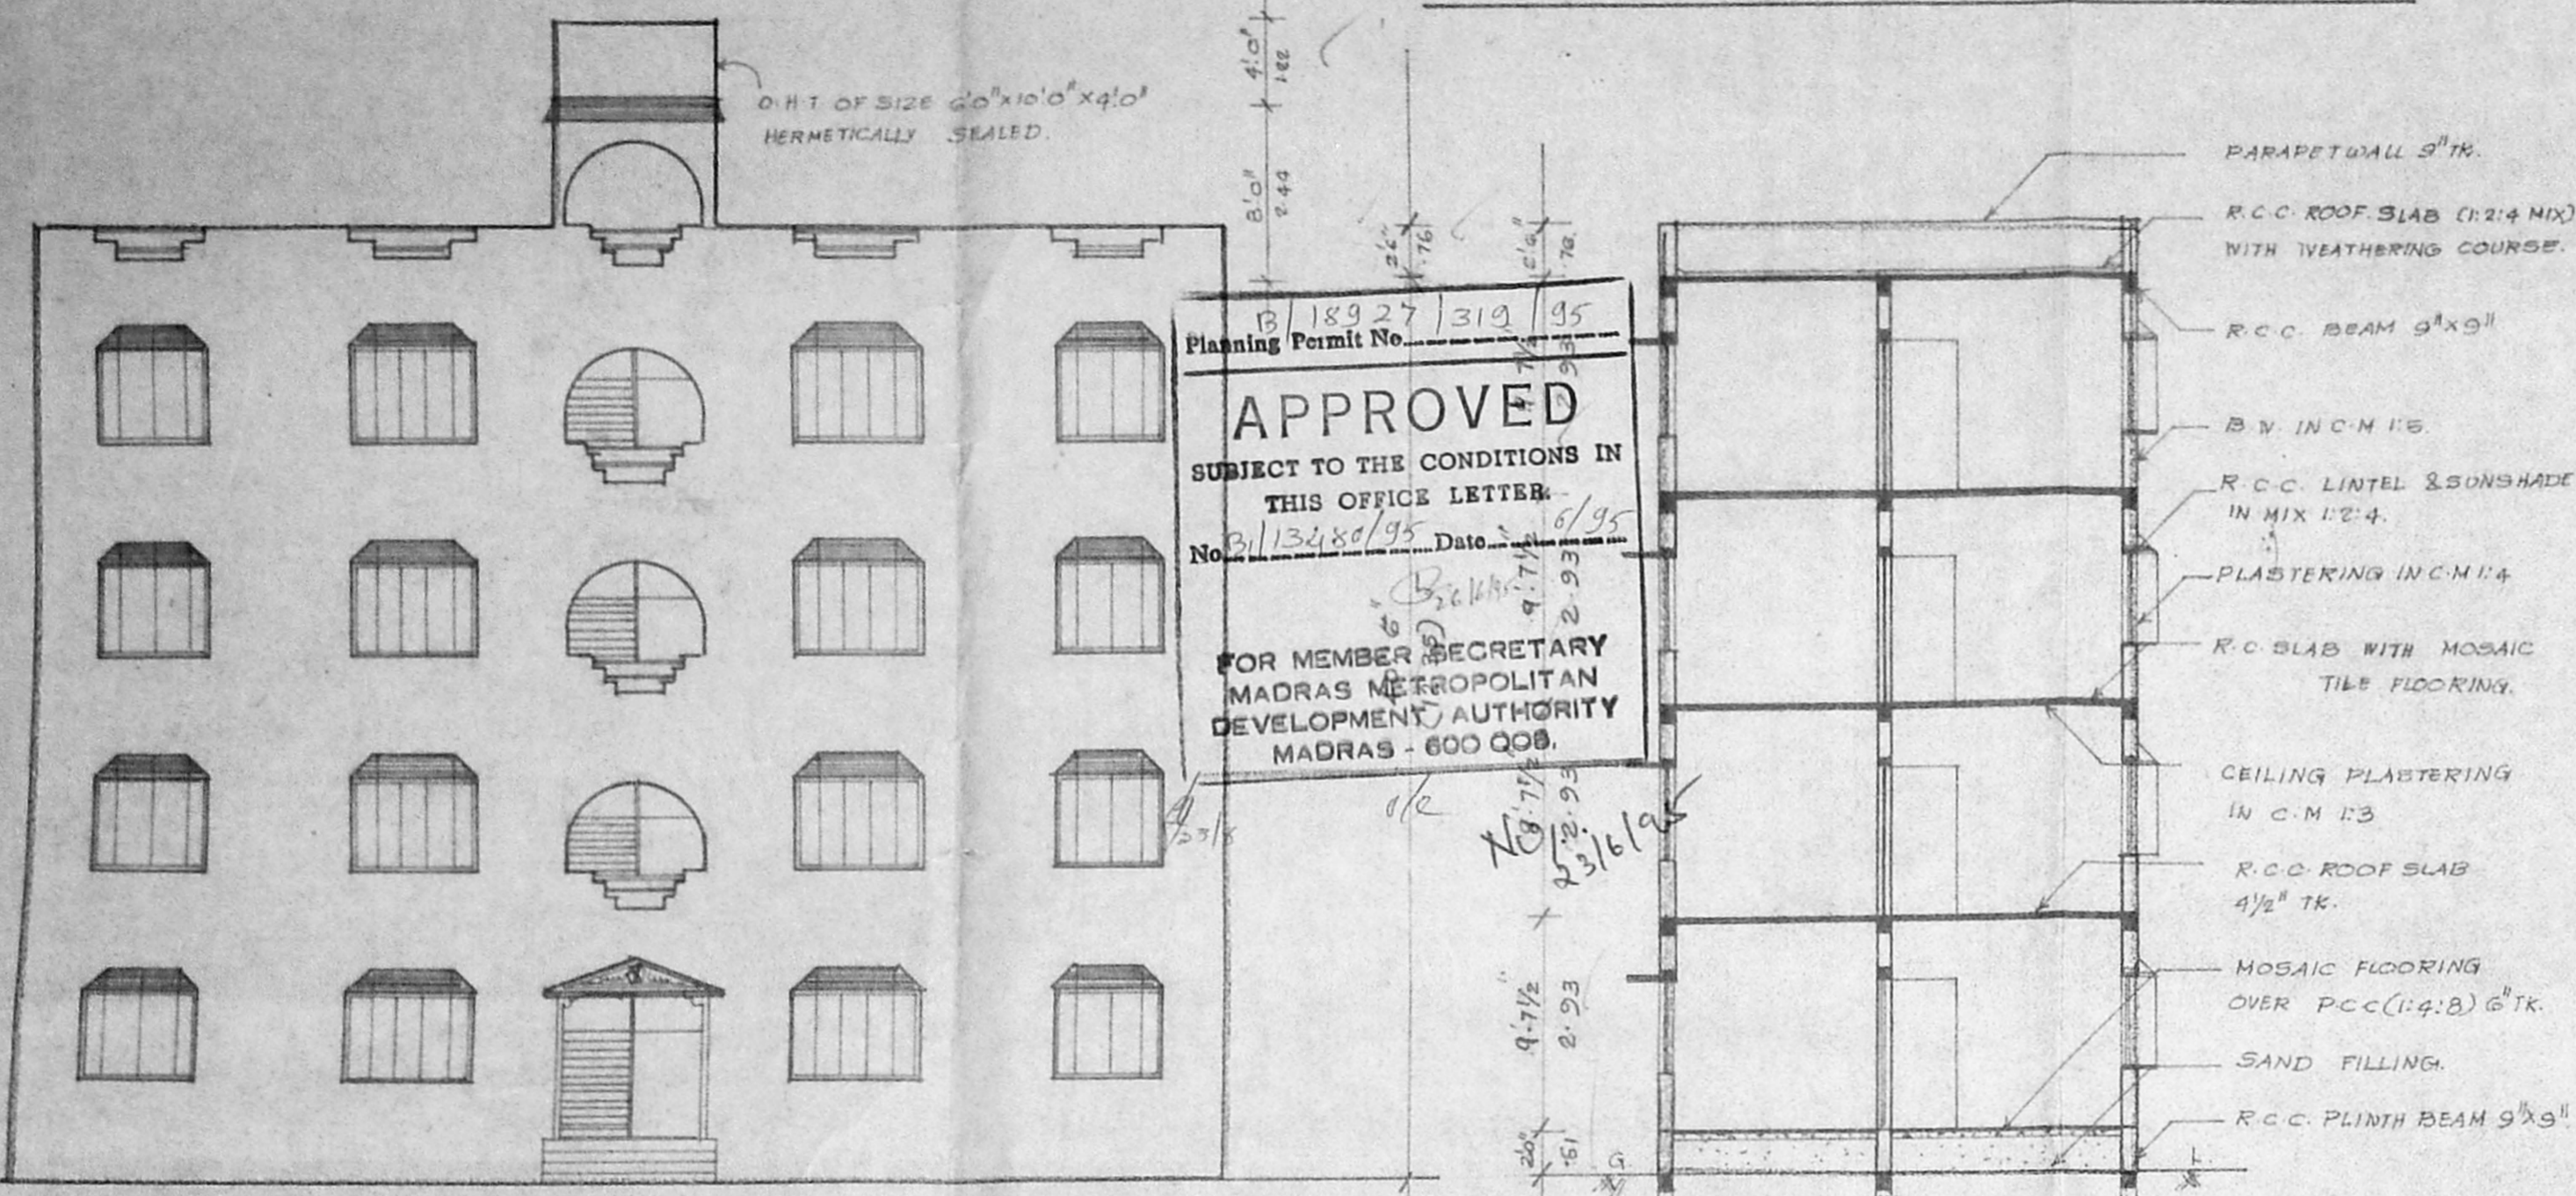 O.H.T OF SIZE 6'0"x10'0"x4'0"
HERMETICALLY SEALED.
4'.0"
1.22
8'.0"
2.44
2'.6"
.76
2'.6"
.76
9'.7½"
2.93
9'.7½"
2.93
2.93
9'.7½"
2.93
2'.0"
.61
B/18927/319/95
Planning Permit No.
APPROVED
SUBJECT TO THE CONDITIONS IN
THIS OFFICE LETTER
No. B1/13480/95 Date 6/95
26/6/95
FOR MEMBER SECRETARY
MADRAS METROPOLITAN
DEVELOPMENT AUTHORITY
MADRAS - 600 008.
23/6/95
PARAPET WALL 9" TK.
R.C.C. ROOF SLAB (1:2:4 MIX)
WITH WEATHERING COURSE.
R.C.C. BEAM 9"x9"
B.W. IN C.M 1:5.
R.C.C. LINTEL & SUNSHADE
IN MIX 1:2:4.
PLASTERING IN C.M 1:4
R.C. SLAB WITH MOSAIC
TILE FLOORING.
CEILING PLASTERING
IN C.M 1:3
R.C.C. ROOF SLAB
4½" TK.
MOSAIC FLOORING
OVER P.C.C (1:4:8) 6" TK.
SAND FILLING.
R.C.C. PLINTH BEAM 9"x9"
G
L